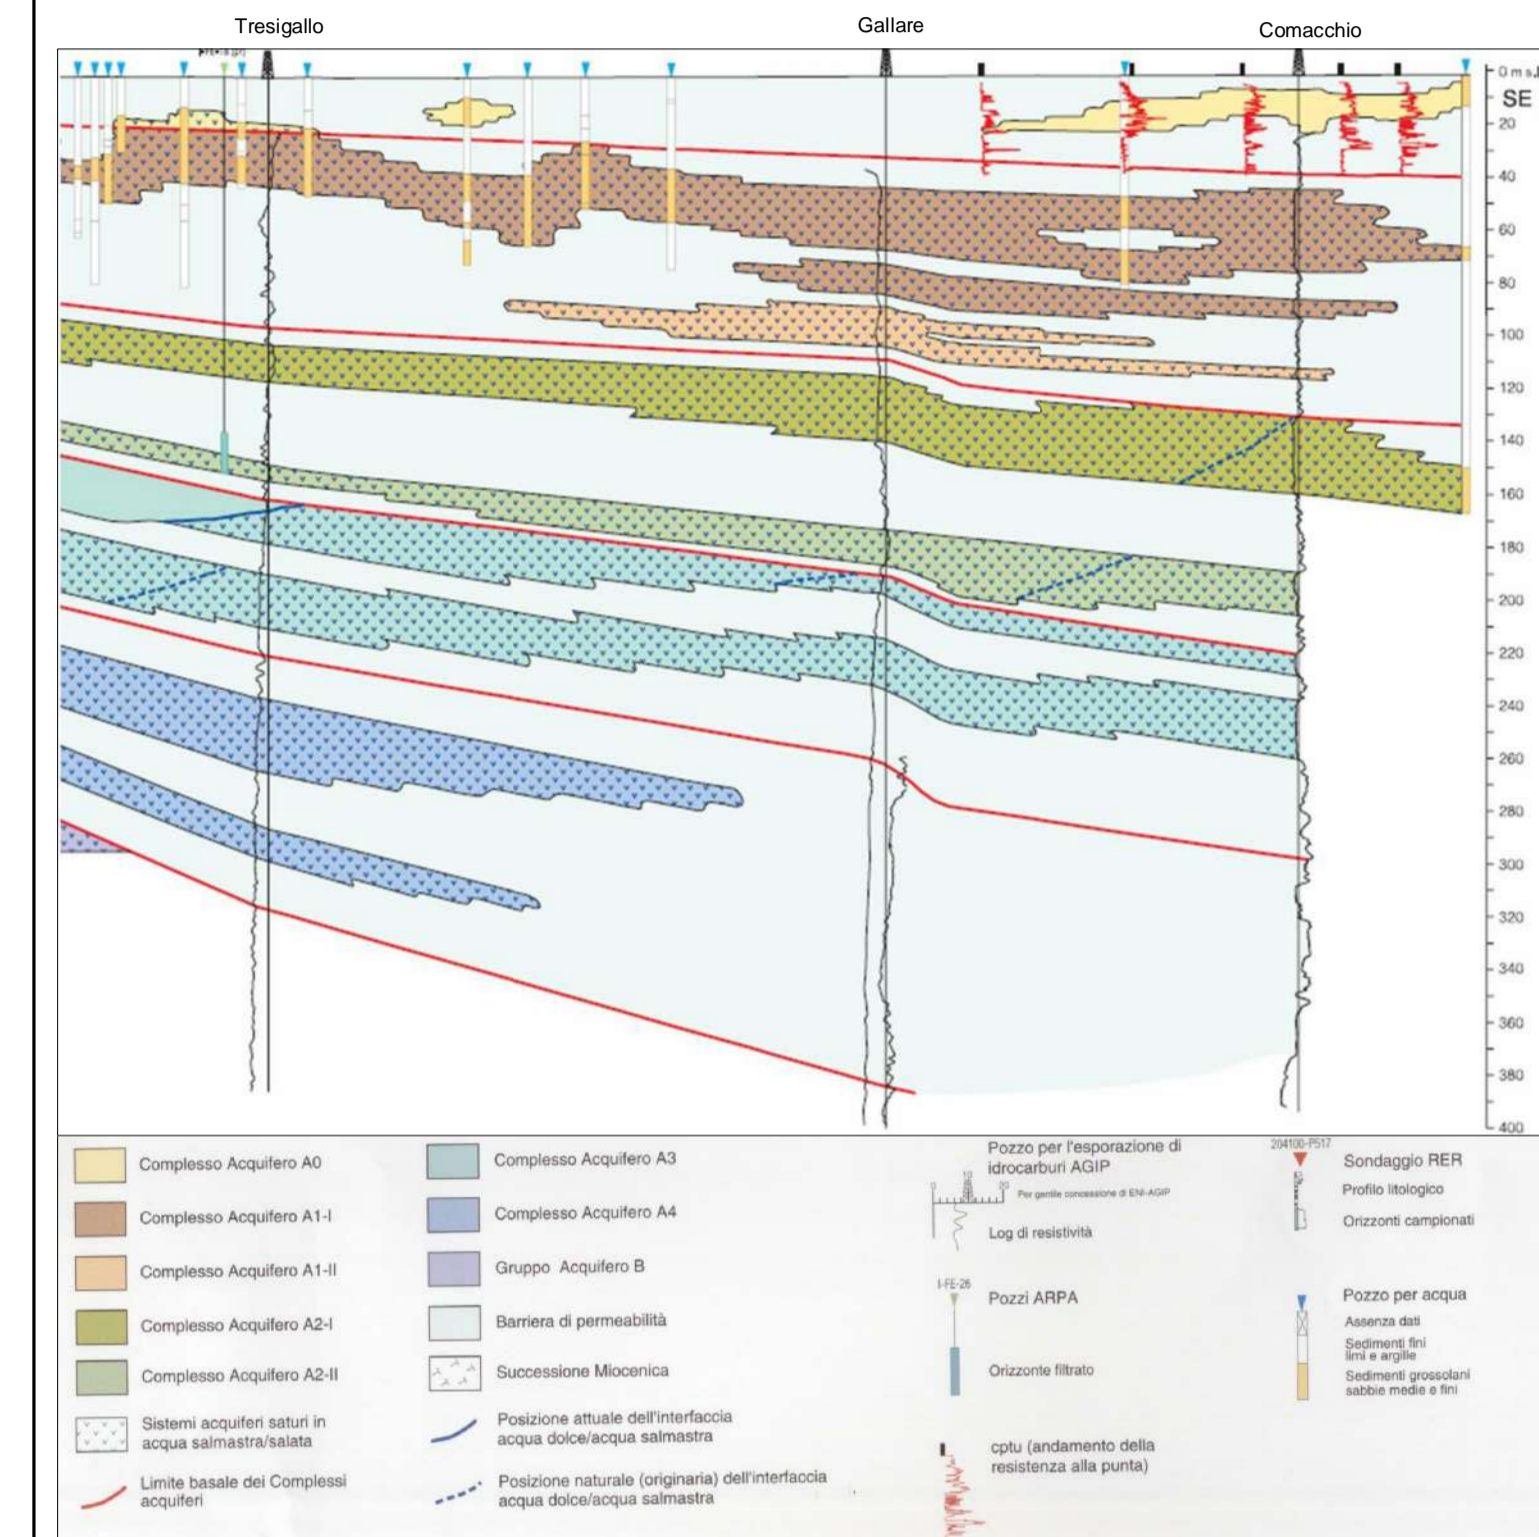 Tresigallo
Gallare
Comacchio
SE
20
40
60
80
100
120
140
160
180
200
220
240
260
280
300
320
340
360
380
400
Complesso Acquifero A0
Complesso Acquifero A1-I
Complesso Acquifero A1-II
Complesso Acquifero A2-I
Complesso Acquifero A2-II
Sistemi acquiferi saturi in
acqua salmastra/salata
Limite basale dei Complessi
acquiferi
Complesso Acquifero A3
Complesso Acquifero A4
Gruppo Acquifero B
Barriera di permeabilità
Successione Miocenica
Posizione attuale dell'interfaccia
acqua dolce/acqua salmastra
Posizione naturale (originaria) dell'interfaccia
acqua dolce/acqua salmastra
Pozzo per l'esporazione di
idrocarburi AGIP
0 10 20
Per gentile concessione di ENI-AGIP
Log di resistività
I-FE-26
Pozzi ARPA
Orizzonte filtrato
cptu (andamento della
resistenza alla punta)
204100-P517
Sondaggio RER
Profilo litologico
Orizzonti campionati
Pozzo per acqua
Assenza dati
Sedimenti fini
limi e argille
Sedimenti grossolani
sabbie medie e fini